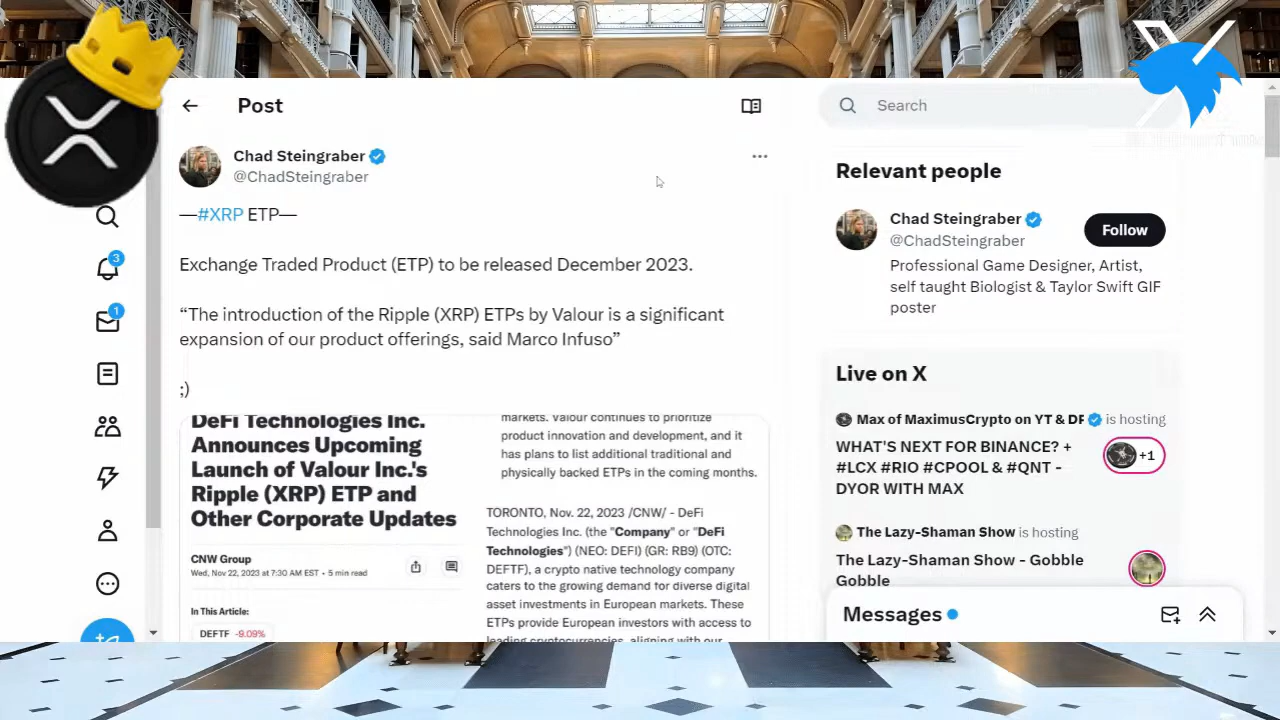 Post
Search
Chad Steingraber
@ChadSteingraber
—#XRP ETP—
Exchange Traded Product (ETP) to be released December 2023.
“The introduction of the Ripple (XRP) ETPs by Valour is a significant
expansion of our product offerings, said Marco Infuso”
;)
DeFi Technologies Inc.
Announces Upcoming
Launch of Valour Inc.'s
Ripple (XRP) ETP and
Other Corporate Updates
CNW Group
Wed, Nov 22, 2023 at 7:30 AM EST • 5 min read
In This Article:
DEFTF -9.09%
markets. Valour continues to prioritize
product innovation and development, and it
has plans to list additional traditional and
physically backed ETPs in the coming months.
TORONTO, Nov. 22, 2023 /CNW/ - DeFi
Technologies Inc. (the "Company" or "DeFi
Technologies") (NEO: DEFI) (GR: RB9) (OTC:
DEFTF), a crypto native technology company
caters to the growing demand for diverse digital
asset investments in European markets. These
ETPs provide European investors with access to
leading cryptocurrencies, aligning with our
3
1
Relevant people
Chad Steingraber
@ChadSteingraber
Follow
Professional Game Designer, Artist,
self taught Biologist & Taylor Swift GIF
poster
Live on X
Max of MaximusCrypto on YT & DF is hosting
WHAT'S NEXT FOR BINANCE? +
#LCX #RIO #CPOOL & #QNT -
DYOR WITH MAX
+1
The Lazy-Shaman Show is hosting
The Lazy-Shaman Show - Gobble
Gobble
Messages